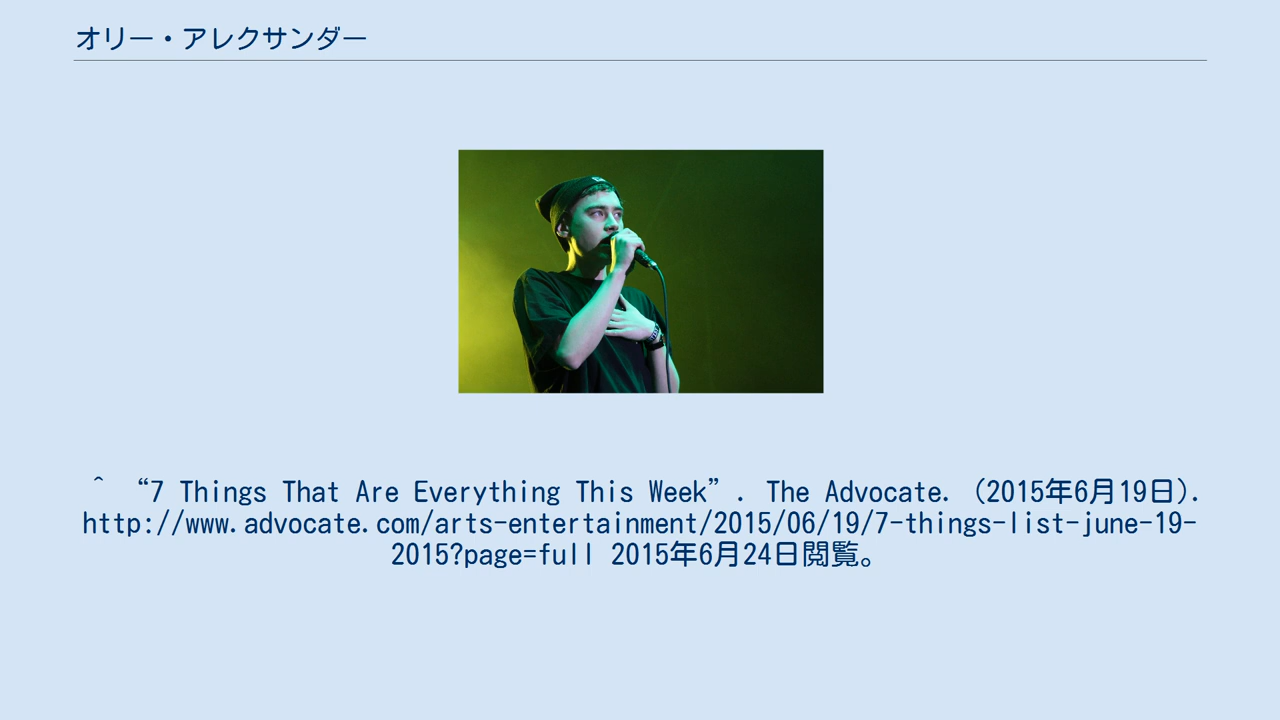 オリー・アレクサンダー
^ “7 Things That Are Everything This Week”. The Advocate. (2015年6月19日).
http://www.advocate.com/arts-entertainment/2015/06/19/7-things-list-june-19-
2015?page=full 2015年6月24日閲覧。